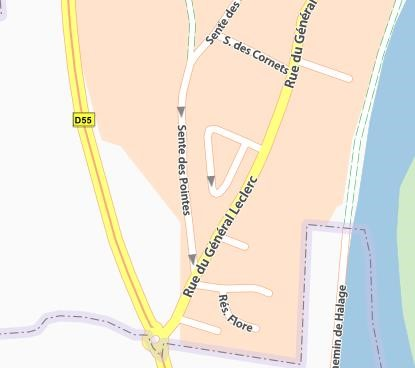 Sente des
S. des Cornets
Rue du Général
D55
Sente des Pointes
Rue du Général Leclerc
Rés. Flore
hemin de Halage